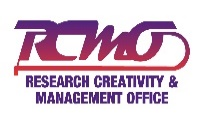 RCMO
RESEARCH CREATIVITY &
MANAGEMENT OFFICE